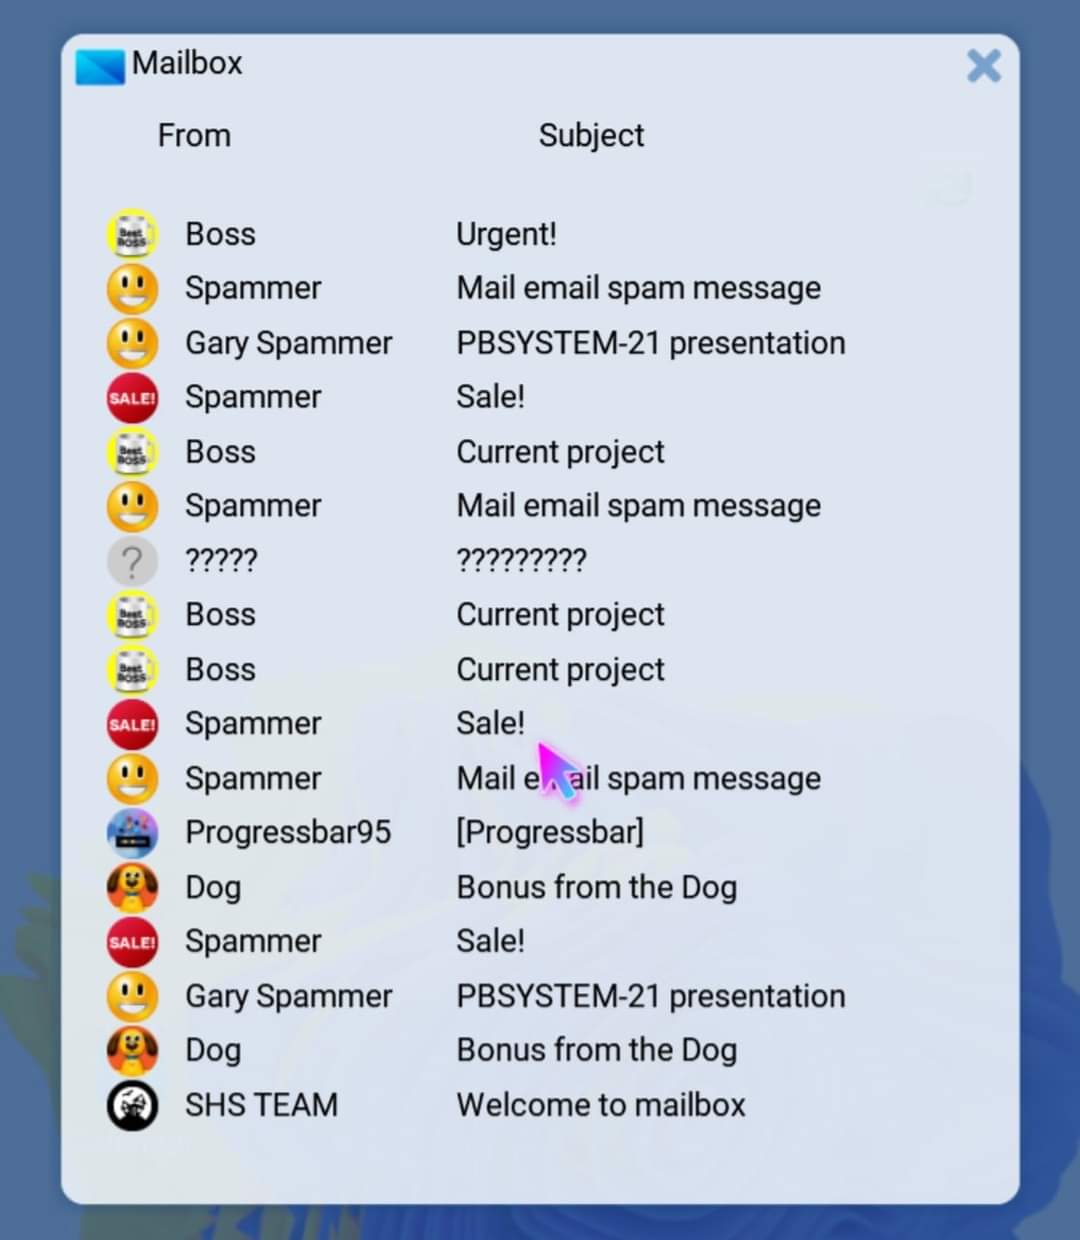 Mailbox
From Subject
Best BOSS Boss Urgent!
Spammer Mail email spam message
Gary Spammer PBSYSTEM-21 presentation
SALE! Spammer Sale!
Best BOSS Boss Current project
Spammer Mail email spam message
? ????? ?????????
Best BOSS Boss Current project
Best BOSS Boss Current project
SALE! Spammer Sale!
Spammer Mail email spam message
Progressbar95 [Progressbar]
Dog Bonus from the Dog
SALE! Spammer Sale!
Gary Spammer PBSYSTEM-21 presentation
Dog Bonus from the Dog
SHS TEAM Welcome to mailbox